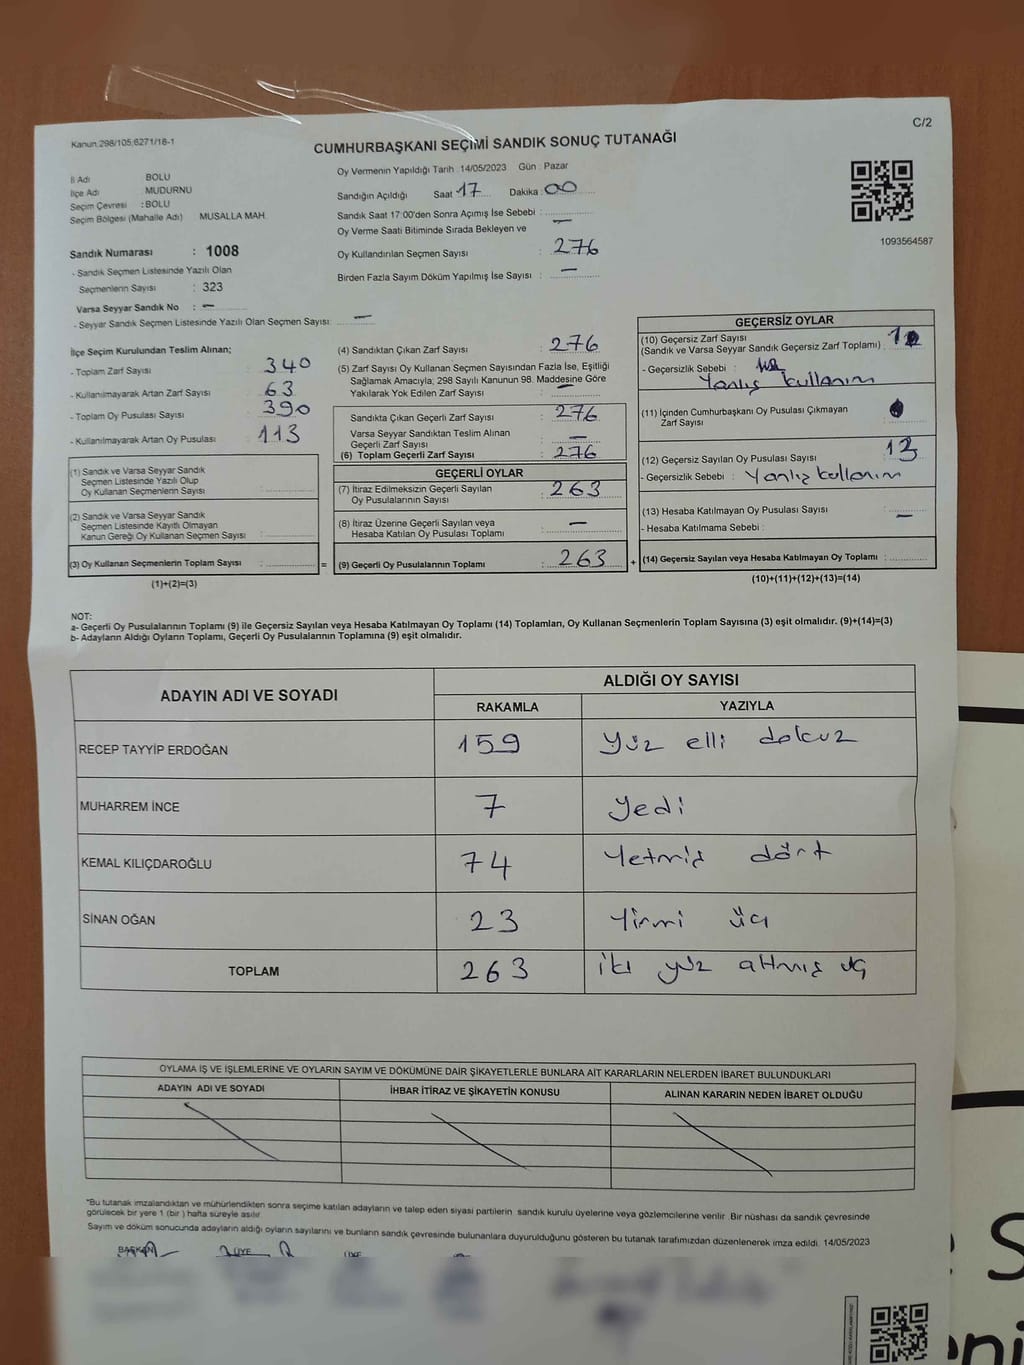 C/2
Kanun:298/105;6271/18-1
CUMHURBAŞKANI SEÇİMİ SANDIK SONUÇ TUTANAĞI
İl Adı BOLU
İlçe Adı MUDURNU
Seçim Çevresi : BOLU
Seçim Bölgesi (Mahalle Adı) MUSALLA MAH.
Sandık Numarası : 1008
- Sandık Seçmen Listesinde Yazılı Olan
Seçmenlerin Sayısı : 323
Varsa Seyyar Sandık No : –
- Seyyar Sandık Seçmen Listesinde Yazılı Olan Seçmen Sayısı: –
Oy Vermenin Yapıldığı Tarih :14/05/2023 Gün : Pazar
Sandığın Açıldığı Saat 17 Dakika : 00
Sandık Saat 17:00'den Sonra Açımış İse Sebebi :
Oy Verme Saati Bitiminde Sırada Bekleyen ve –
Oy Kullandırılan Seçmen Sayısı : 276
Birden Fazla Sayım Döküm Yapılmış İse Sayısı : –
1093564587
İlçe Seçim Kurulundan Teslim Alınan;
- Toplam Zarf Sayısı : 340
- Kullanılmayarak Artan Zarf Sayısı : 63
- Toplam Oy Pusulası Sayısı : 390
- Kullanılmayarak Artan Oy Pusulası : 113
(1) Sandık ve Varsa Seyyar Sandık
Seçmen Listesinde Yazılı Olup
Oy Kullanan Seçmenlerin Sayısı :
(2) Sandık ve Varsa Seyyar Sandık
Seçmen Listesinde Kayıtlı Olmayan
Kanun Gereği Oy Kullanan Seçmen Sayısı :
(3) Oy Kullanan Seçmenlerin Toplam Sayısı :
(1)+(2)=(3)
=
(4) Sandıktan Çıkan Zarf Sayısı : 276
(5) Zarf Sayısı Oy Kullanan Seçmen Sayısından Fazla İse, Eşitliği
Sağlamak Amacıyla; 298 Sayılı Kanunun 98. Maddesine Göre
Yakılarak Yok Edilen Zarf Sayısı : –
Sandıkta Çıkan Geçerli Zarf Sayısı : 276
Varsa Seyyar Sandıktan Teslim Alınan
Geçerli Zarf Sayısı : –
(6) Toplam Geçerli Zarf Sayısı : 276
GEÇERLİ OYLAR
(7) İtiraz Edilmeksizin Geçerli Sayılan
Oy Pusulalarının Sayısı : 263
(8) İtiraz Üzerine Geçerli Sayılan veya
Hesaba Katılan Oy Pusulası Toplamı : –
(9) Geçerli Oy Pusulalarının Toplamı : 263
+
GEÇERSİZ OYLAR
(10) Geçersiz Zarf Sayısı
(Sandık ve Varsa Seyyar Sandık Geçersiz Zarf Toplamı) :
- Geçersizlik Sebebi :
Yanlış kullanım
(11) İçinden Cumhurbaşkanı Oy Pusulası Çıkmayan
Zarf Sayısı
(12) Geçersiz Sayılan Oy Pusulası Sayısı : 13
- Geçersizlik Sebebi : Yanlış kullanım
(13) Hesaba Katılmayan Oy Pusulası Sayısı : –
- Hesaba Katılmama Sebebi :
(14) Geçersiz Sayılan veya Hesaba Katılmayan Oy Toplamı :
(10)+(11)+(12)+(13)=(14)
NOT:
a- Geçerli Oy Pusulalarının Toplamı (9) ile Geçersiz Sayılan veya Hesaba Katılmayan Oy Toplamı (14) Toplamları, Oy Kullanan Seçmenlerin Toplam Sayısına (3) eşit olmalıdır. (9)+(14)=(3)
b- Adayların Aldığı Oyların Toplamı, Geçerli Oy Pusulalarının Toplamına (9) eşit olmalıdır.
ADAYIN ADI VE SOYADI ALDIĞI OY SAYISI
RAKAMLA YAZIYLA
RECEP TAYYİP ERDOĞAN 159 Yüz elli dokuz
MUHARREM İNCE 7 Yedi
KEMAL KILIÇDAROĞLU 74 Yetmiş dört
SİNAN OĞAN 23 Yirmi üç
TOPLAM 263 iki yüz altmış üç
OYLAMA İŞ VE İŞLEMLERİNE VE OYLARIN SAYIM VE DÖKÜMÜNE DAİR ŞİKAYETLERLE BUNLARA AİT KARARLARIN NELERDEN İBARET BULUNDUKLARI
ADAYIN ADI VE SOYADI İHBAR İTİRAZ VE ŞİKAYETİN KONUSU ALINAN KARARIN NEDEN İBARET OLDUĞU
*Bu tutanak imzalandıktan ve mühürlendikten sonra seçime katılan adayların ve talep eden siyasi partilerin sandık kurulu üyelerine veya gözlemcilerine verilir .Bir nüshası da sandık çevresinde
görülecek bir yere 1 (bir ) hafta süreyle asılır.
Sayım ve döküm sonucunda adayların aldığı oyların sayılarını ve bunların sandık çevresinde bulunanlara duyurulduğunu gösteren bu tutanak tarafımızdan düzenlenerek imza edildi. 14/05/2023
BAŞKAN ÜYE ÜYE